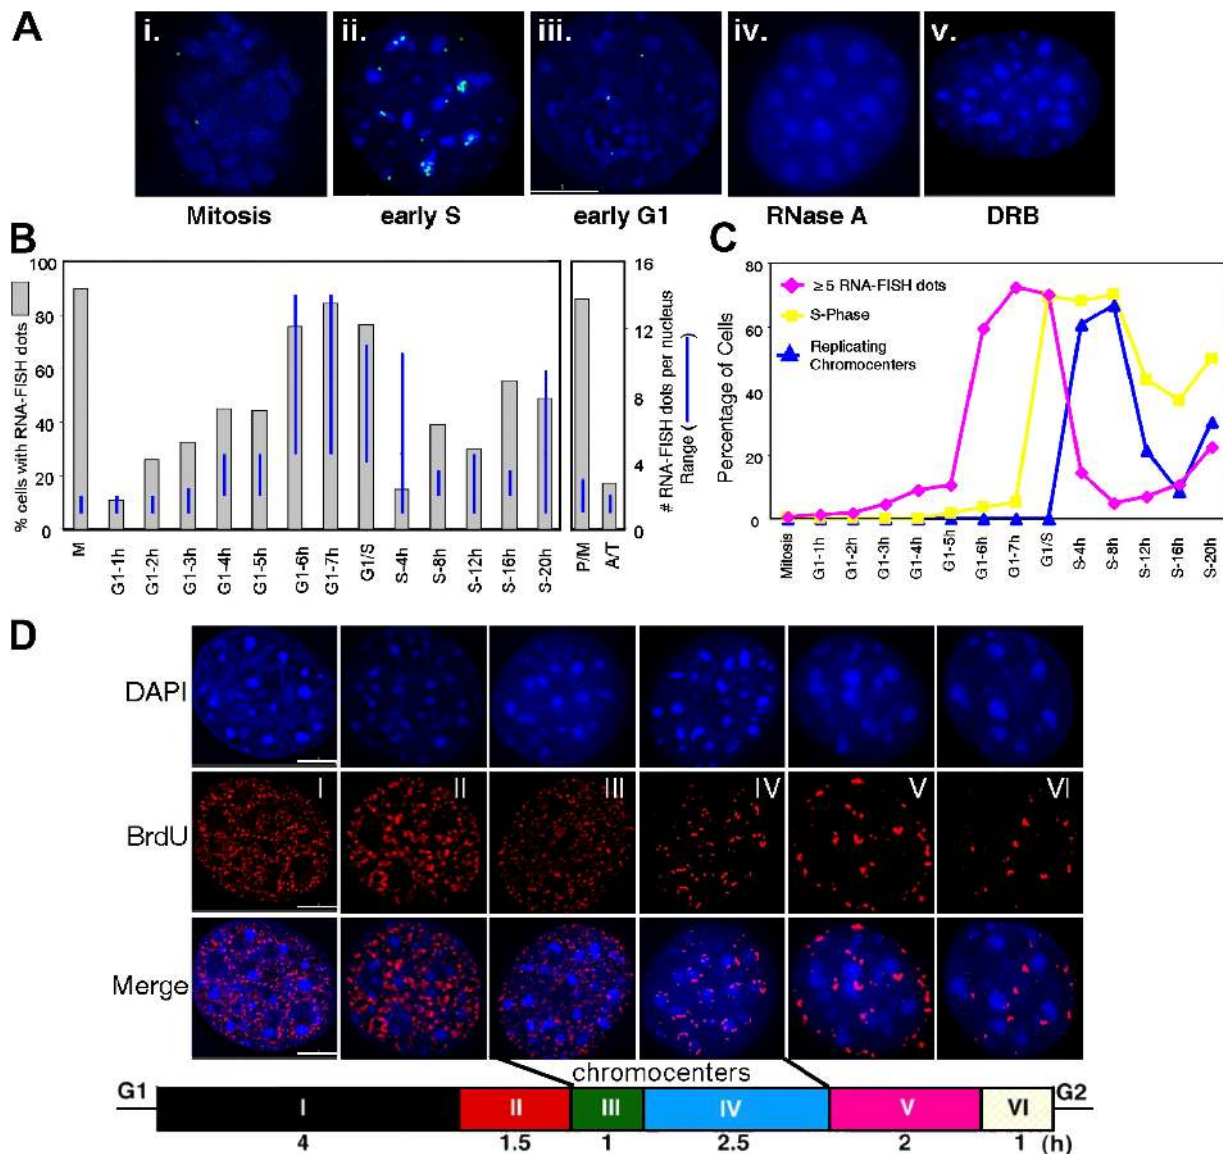 A
i.
ii.
iii.
iv.
v.
Mitosis
early S
early G1
RNase A
DRB
B
% cells with RNA-FISH dots
100
80
60
40
20
0
16
12
8
4
0
# RNA-FISH dots per nucleus
Range ( )
M
G1-1h
G1-2h
G1-3h
G1-4h
G1-5h
G1-6h
G1-7h
G1/S
S-4h
S-8h
S-12h
S-16h
S-20h
P/M
A/T
C
Percentage of Cells
80
60
40
20
0
≥5 RNA-FISH dots
S-Phase
Replicating
Chromocenters
Mitosis
G1-1h
G1-2h
G1-3h
G1-4h
G1-5h
G1-6h
G1-7h
G1/S
S-4h
S-8h
S-12h
S-16h
S-20h
D
DAPI
BrdU
I
II
III
IV
V
VI
Merge
chromocenters
G1
I
II
III
IV
V
VI
G2
4
1.5
1
2.5
2
1 (h)